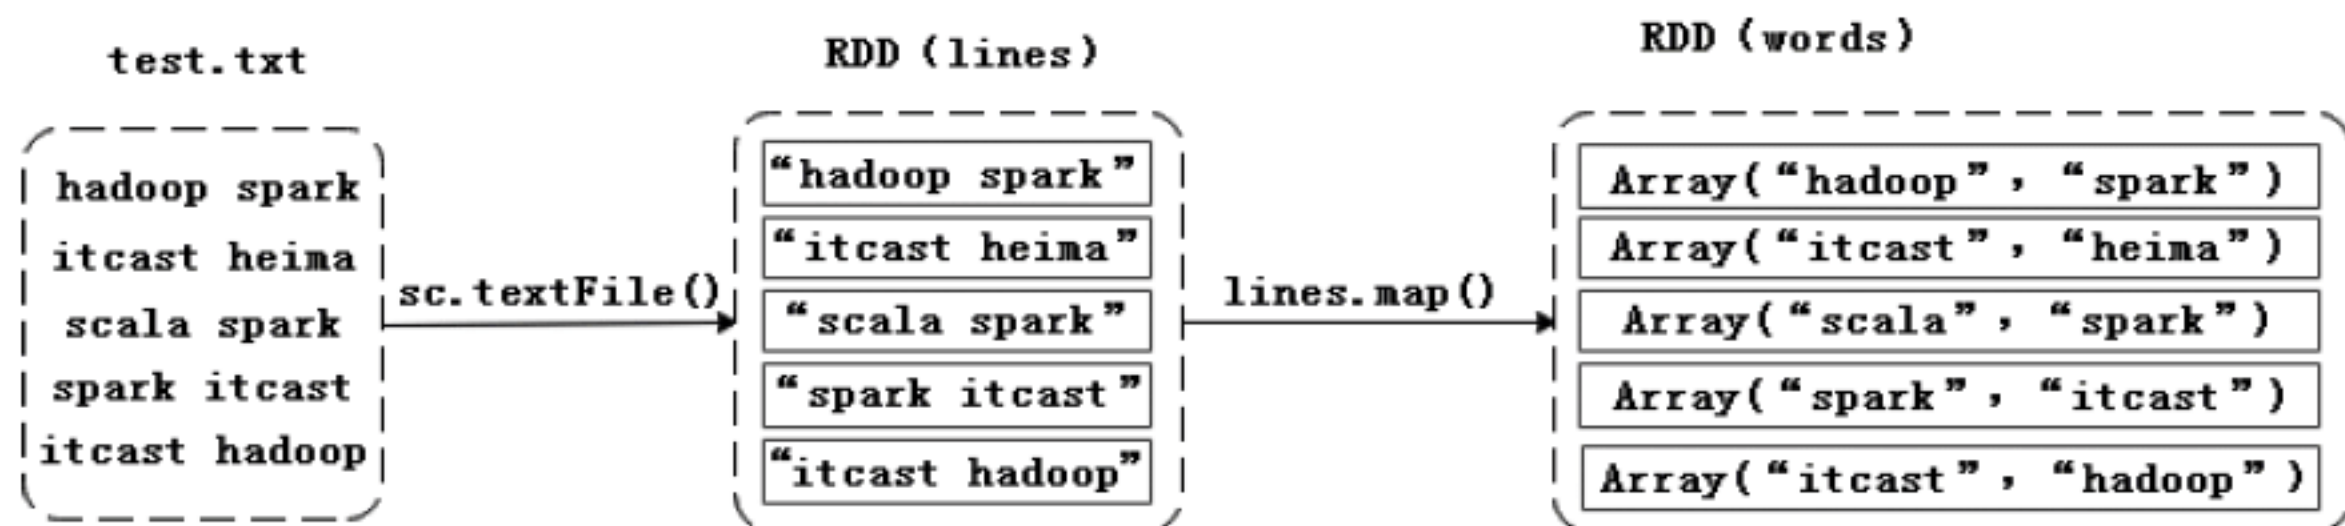 test.txt
hadoop spark
itcast heima
scala spark
spark itcast
itcast hadoop
sc.textFile()
RDD（lines）
“hadoop spark”
“itcast heima”
“scala spark”
“spark itcast”
“itcast hadoop”
lines.map()
RDD（words）
Array(“hadoop”，“spark”)
Array(“itcast”，“heima”)
Array(“scala”，“spark”)
Array(“spark”，“itcast”)
Array(“itcast”，“hadoop”)